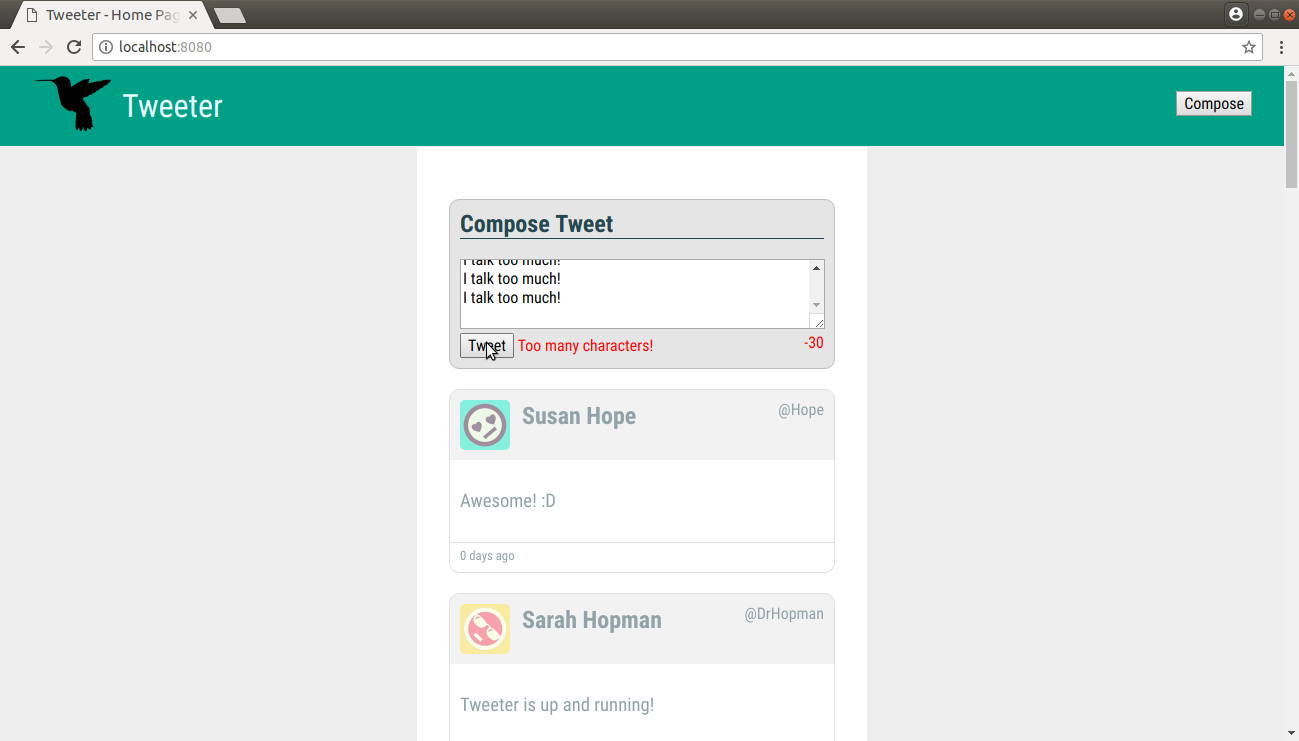 Tweeter - Home Pag
localhost:8080
Tweeter
Compose
Compose Tweet
I talk too much!
I talk too much!
I talk too much!
Tweet
Too many characters!
-30
Susan Hope
@Hope
Awesome! :D
0 days ago
Sarah Hopman
@DrHopman
Tweeter is up and running!